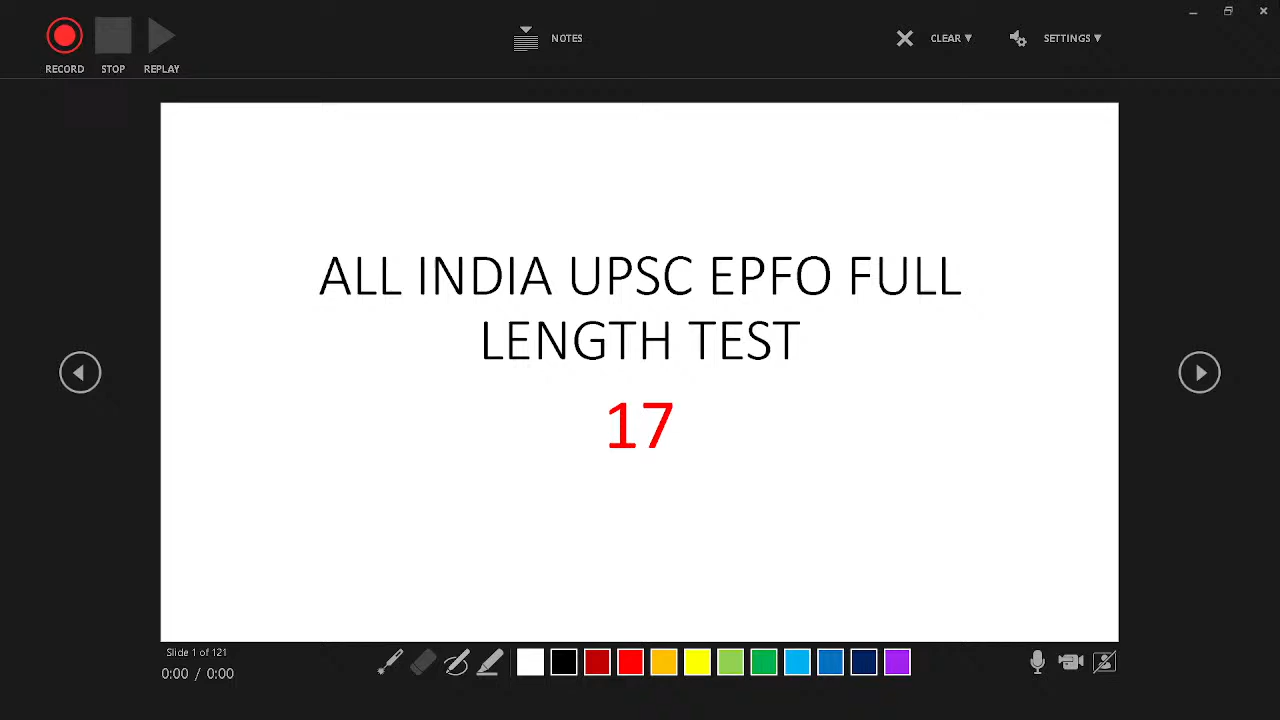 RECORD
STOP
REPLAY
NOTES
CLEAR
SETTINGS
ALL INDIA UPSC EPFO FULL
LENGTH TEST
17
Slide 1 of 121
0:00 / 0:00